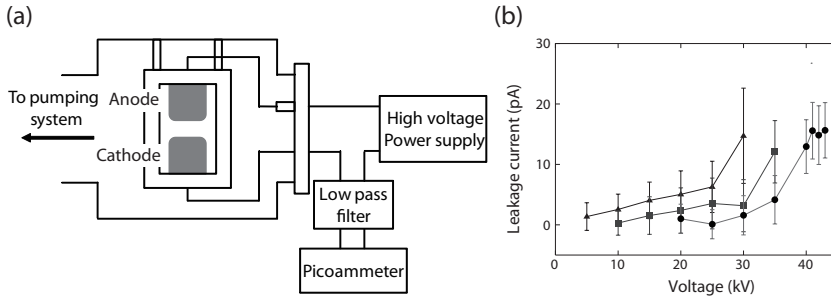 (a)
To pumping
system
Anode
Cathode
High voltage
Power supply
Low pass
filter
Picoammeter
(b)
Leakage current (pA)
30
20
10
0
0
10
20
30
40
Voltage (kV)